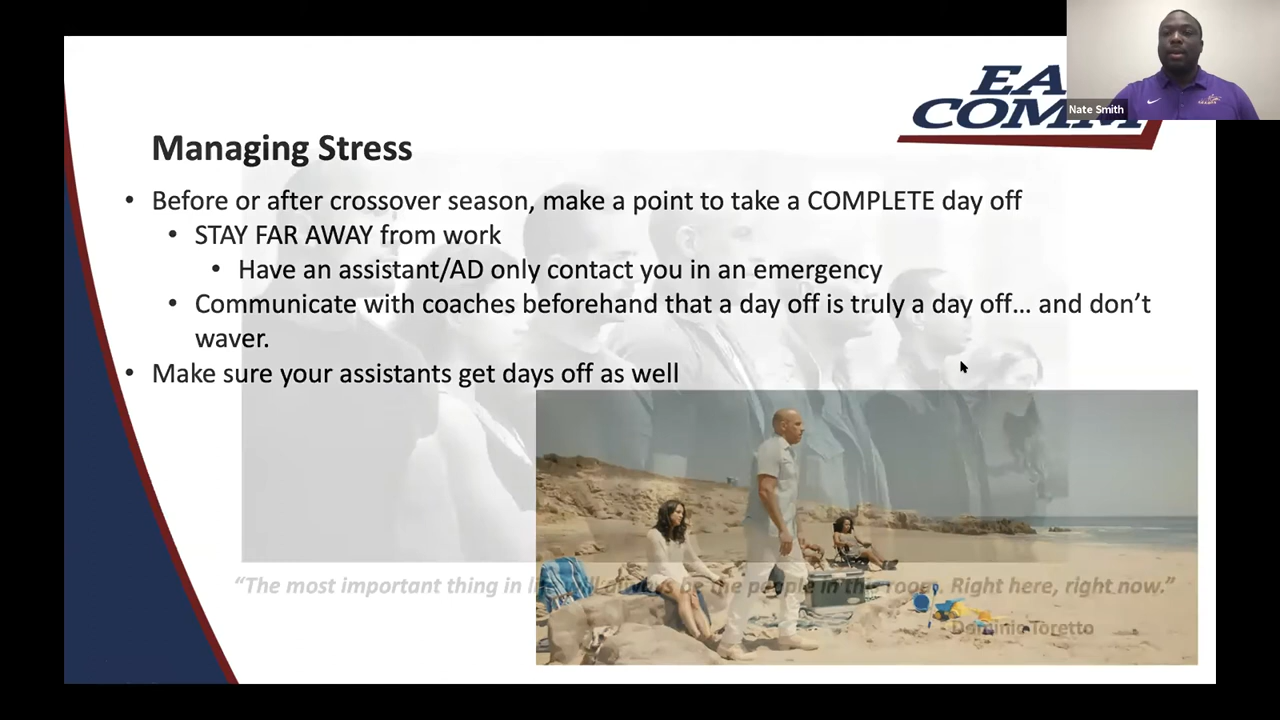 EA
COMM
Nate Smith
Managing Stress
• Before or after crossover season, make a point to take a COMPLETE day off
• STAY FAR AWAY from work
• Have an assistant/AD only contact you in an emergency
• Communicate with coaches beforehand that a day off is truly a day off… and don’t
waver.
• Make sure your assistants get days off as well
“The most important thing in life will always be the people in this room. Right here, right now.”
Dominic Toretto